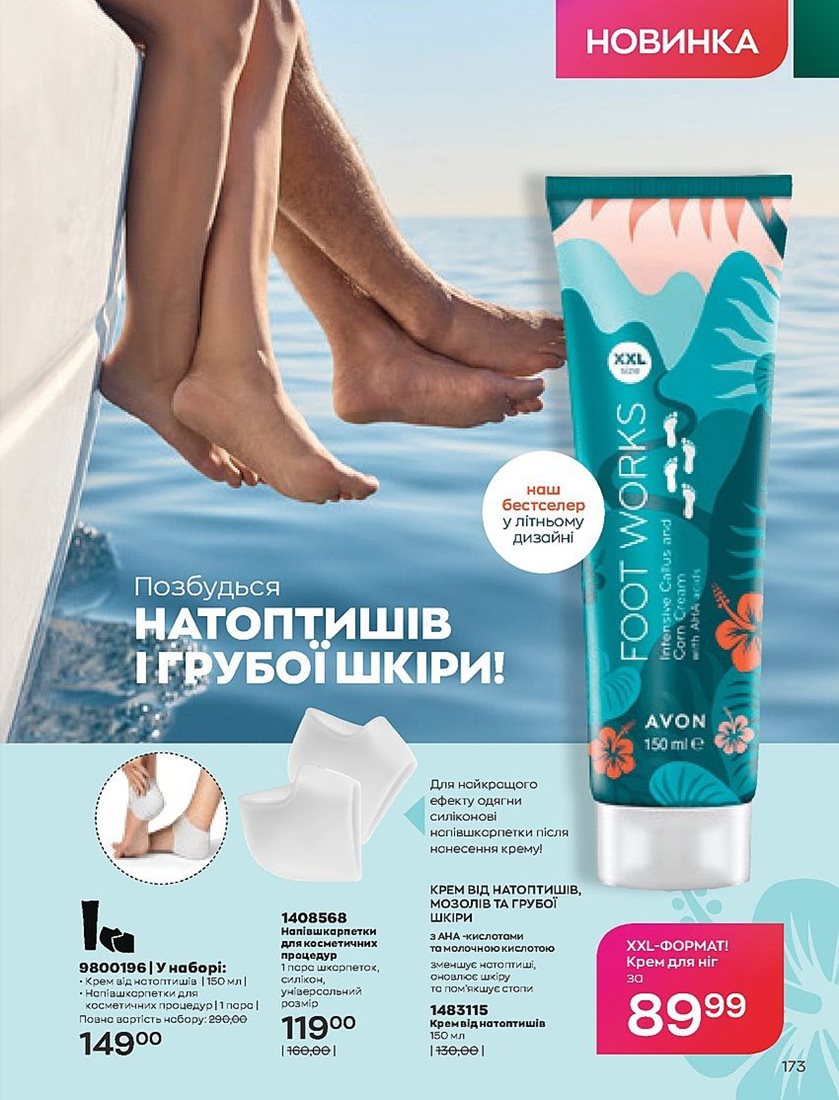 НОВИНКА
XXL
size
FOOT WORKS
Intensive Callus and
Corn Cream
with AHA acids
AVON
150 ml e
наш
бестселер
у літньому
дизайні
Позбудься
НАТОПТИШІВ
І ГРУБОЇ ШКІРИ!
Для найкращого
ефекту одягни
силіконові
напівшкарпетки після
нанесення крему!
9800196 | У наборі:
• Крем від натоптишів | 150 мл |
• Напівшкарпетки для
косметичних процедур | 1 пара |
Повна вартість набору: 290,00
149⁰⁰
1408568
Напівшкарпетки
для косметичних
процедур
1 пара шкарпеток,
силікон,
універсальний
розмір
119⁰⁰
| 160,00 |
КРЕМ ВІД НАТОПТИШІВ,
МОЗОЛІВ ТА ГРУБОЇ
ШКІРИ
з АНА -кислотами
та молочною кислотою
зменшує натоптиші,
оновлює шкіру
та пом'якшує стопи
1483115
Крем від натоптишів
150 мл
| 130,00 |
XXL-ФОРМАТ!
Крем для ніг
за
89⁹⁹
173